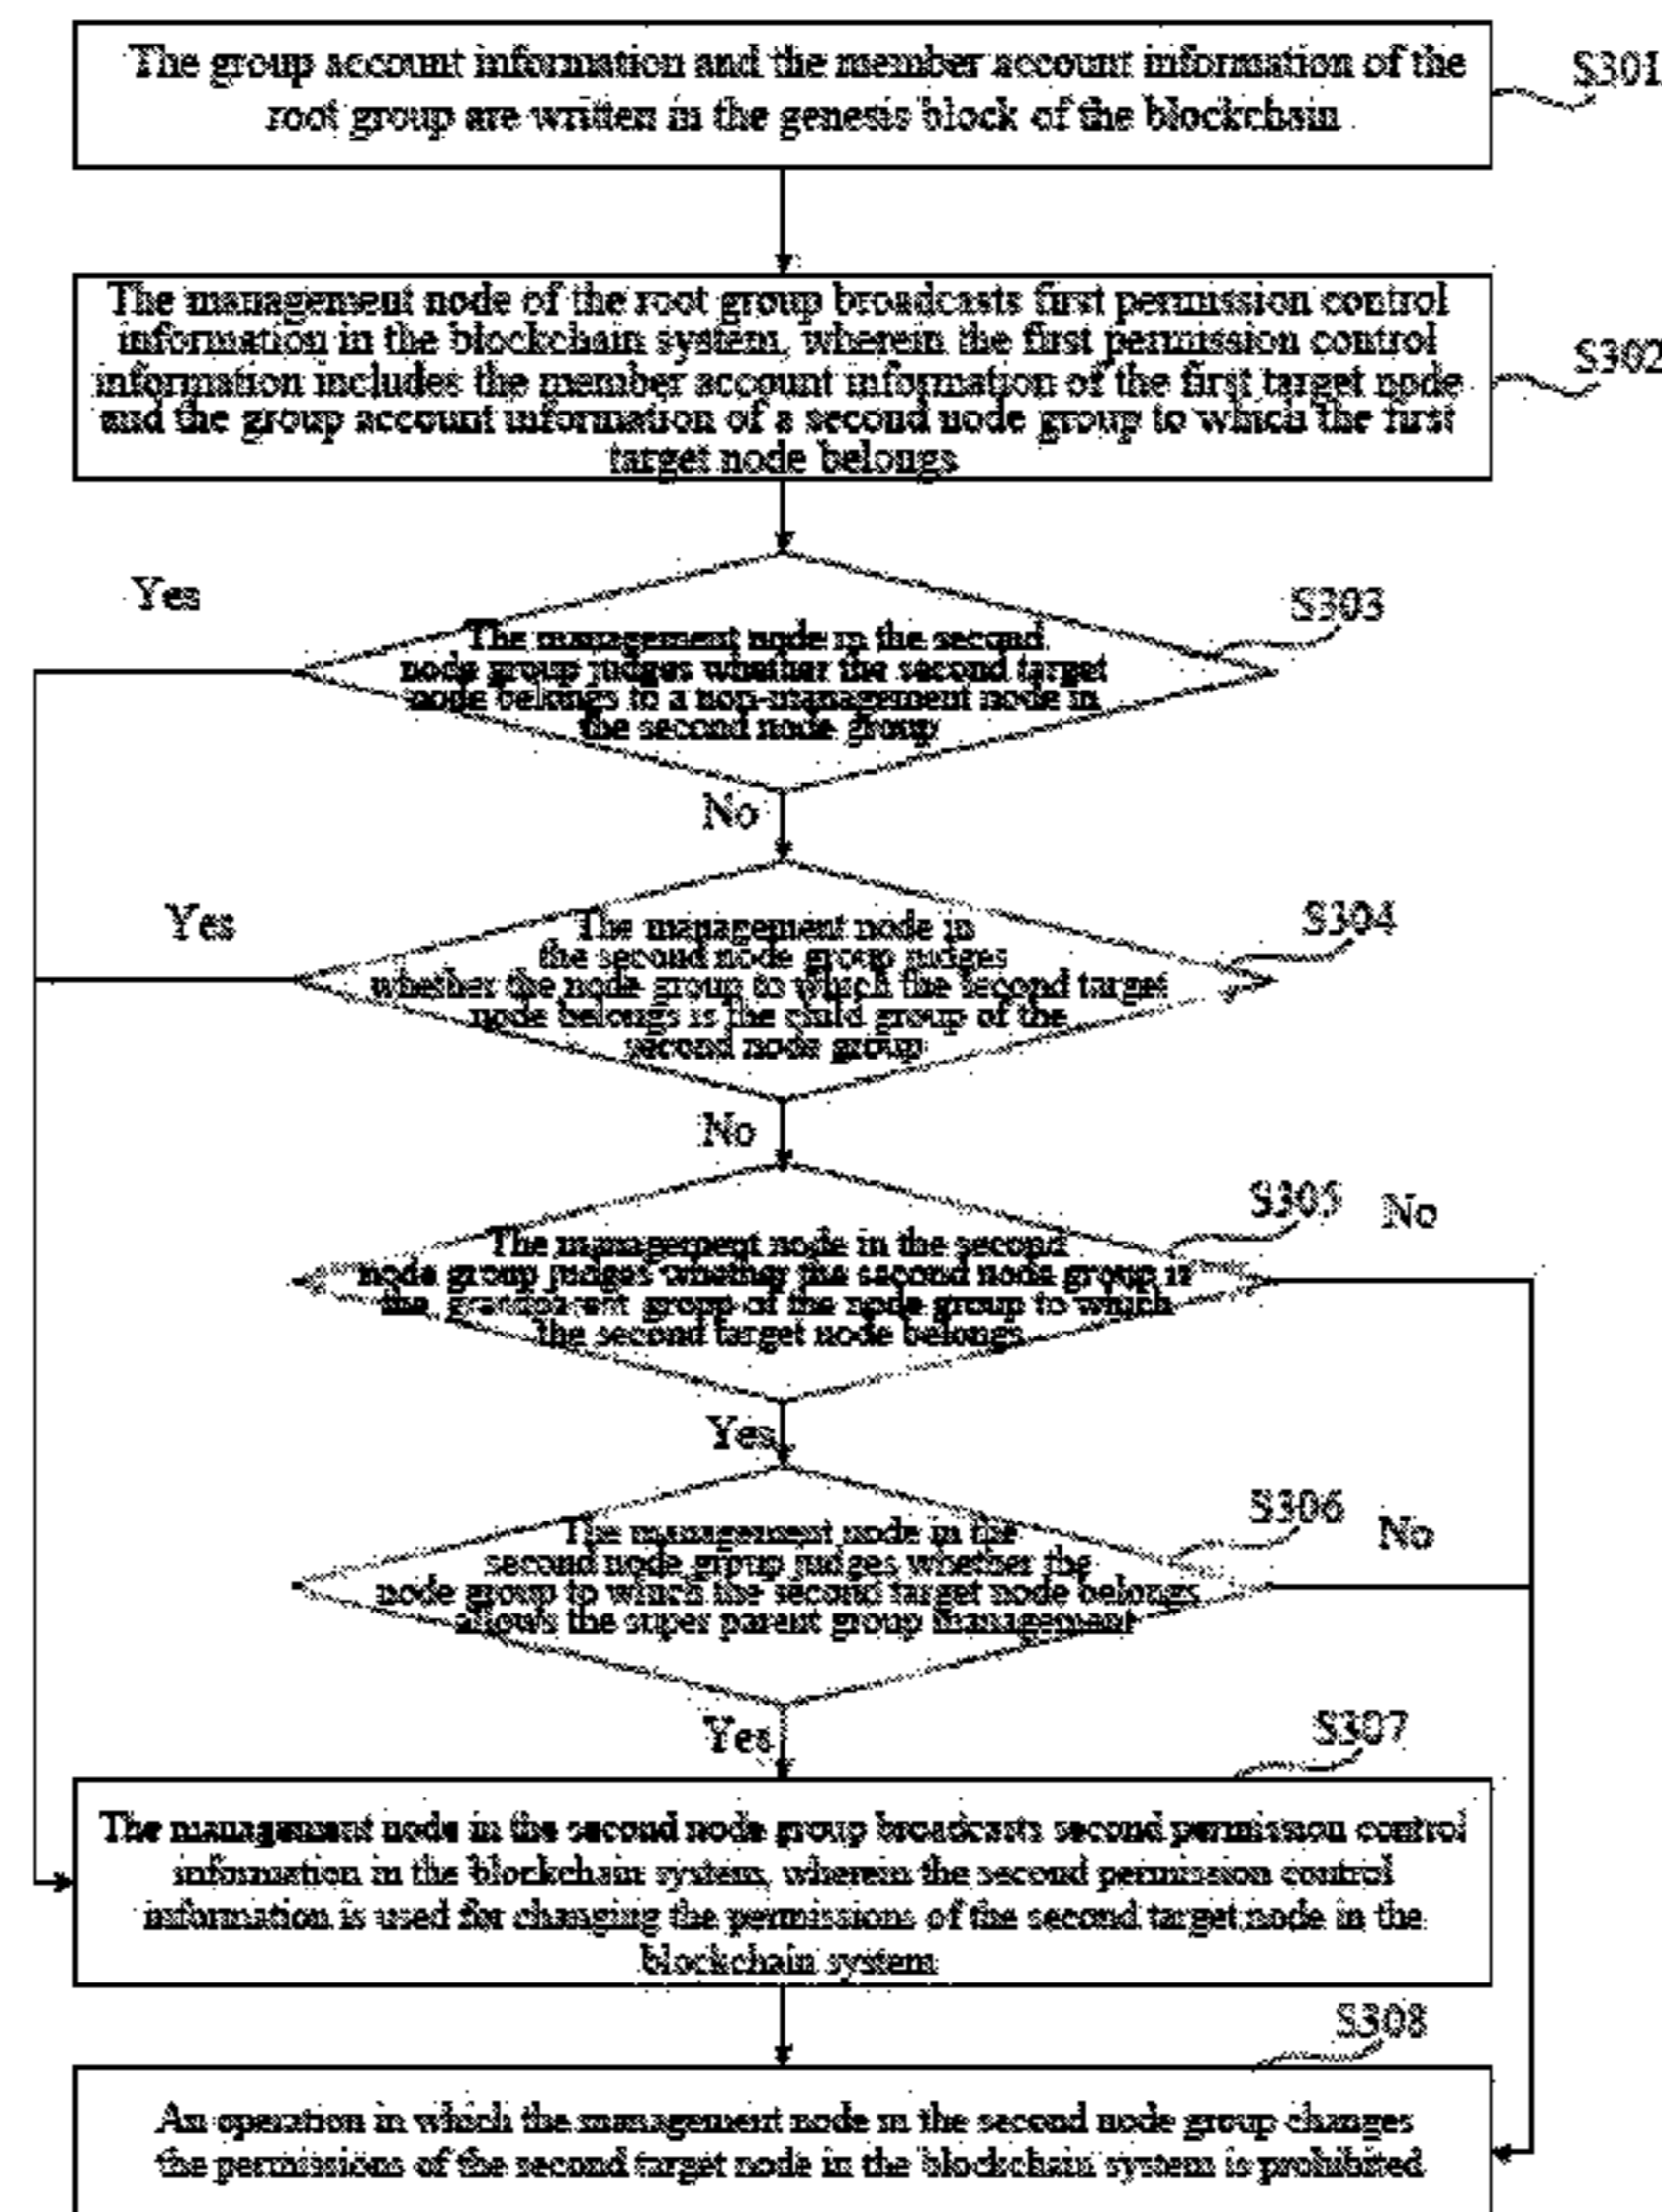 The group account information and the member account information of the
root group are written in the genesis block of the blockchain
S301
The management node of the root group broadcasts first permission control
information in the blockchain system, wherein the first permission control
information includes the member account information of the first target node
and the group account information of a second node group to which the first
target node belongs
S302
Yes
S303
The management node in the second
node group judges whether the second target
node belongs to a non-management node in
the second node group
No
Yes
S304
The management node in
the second node group judges
whether the node group to which the second target
node belongs is the child group of the
second node group
No
S305
No
The management node in the second
node group judges whether the second node group is
the grandparent group of the node group to which
the second target node belongs
Yes
S306
No
The management node in the
second node group judges whether the
node group to which the second target node belongs
allows the super parent group management
Yes
S307
The management node in the second node group broadcasts second permission control
information in the blockchain system, wherein the second permission control
information is used for changing the permissions of the second target node in the
blockchain system
S308
An operation in which the management node in the second node group changes
the permissions of the second target node in the blockchain system is prohibited